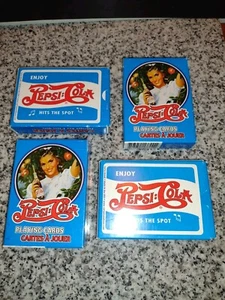 ENJOY
PEPSI:COLA
HITS THE SPOT
PEPSI:COLA
PLAYING CARDS
CARTES À JOUER
PEPSI:COLA
PLAYING CARDS
CARTES À JOUER
ENJOY
PEPSI:COLA
HITS THE SPOT